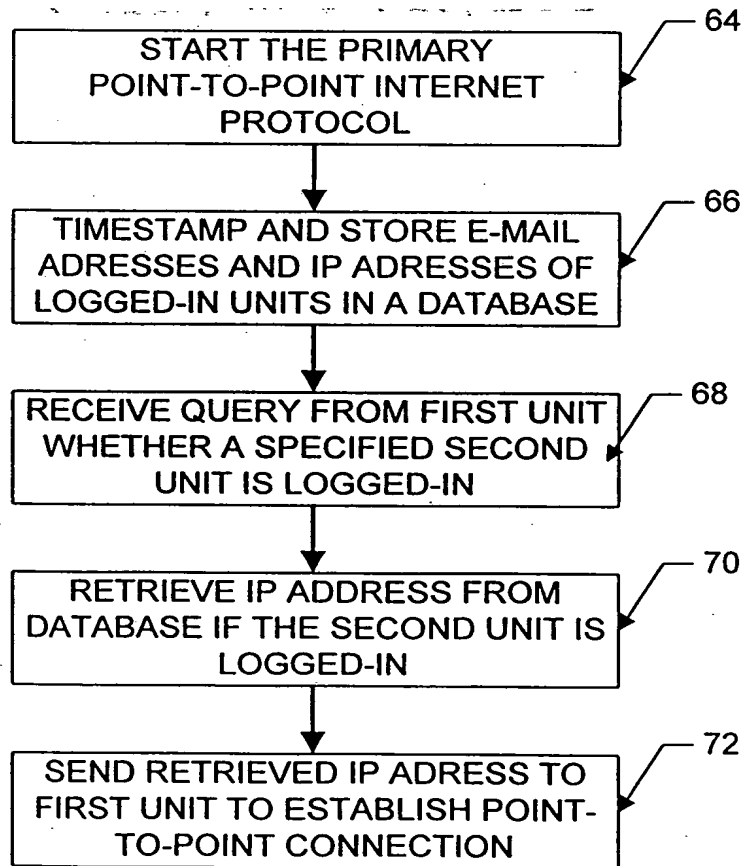 START THE PRIMARY
POINT-TO-POINT INTERNET
PROTOCOL
64
TIMESTAMP AND STORE E-MAIL
ADRESSES AND IP ADRESSES OF
LOGGED-IN UNITS IN A DATABASE
66
RECEIVE QUERY FROM FIRST UNIT
WHETHER A SPECIFIED SECOND
UNIT IS LOGGED-IN
68
RETRIEVE IP ADDRESS FROM
DATABASE IF THE SECOND UNIT IS
LOGGED-IN
70
SEND RETRIEVED IP ADRESS TO
FIRST UNIT TO ESTABLISH POINT-
TO-POINT CONNECTION
72